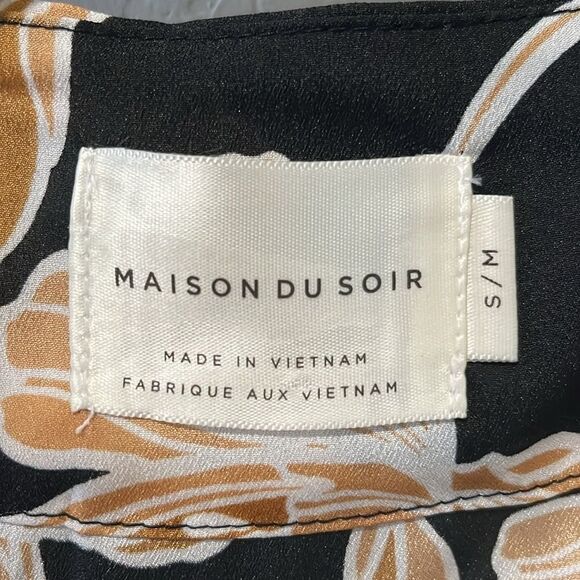 MAISON DU SOIR
MADE IN VIETNAM
FABRIQUE AUX VIETNAM
S/M